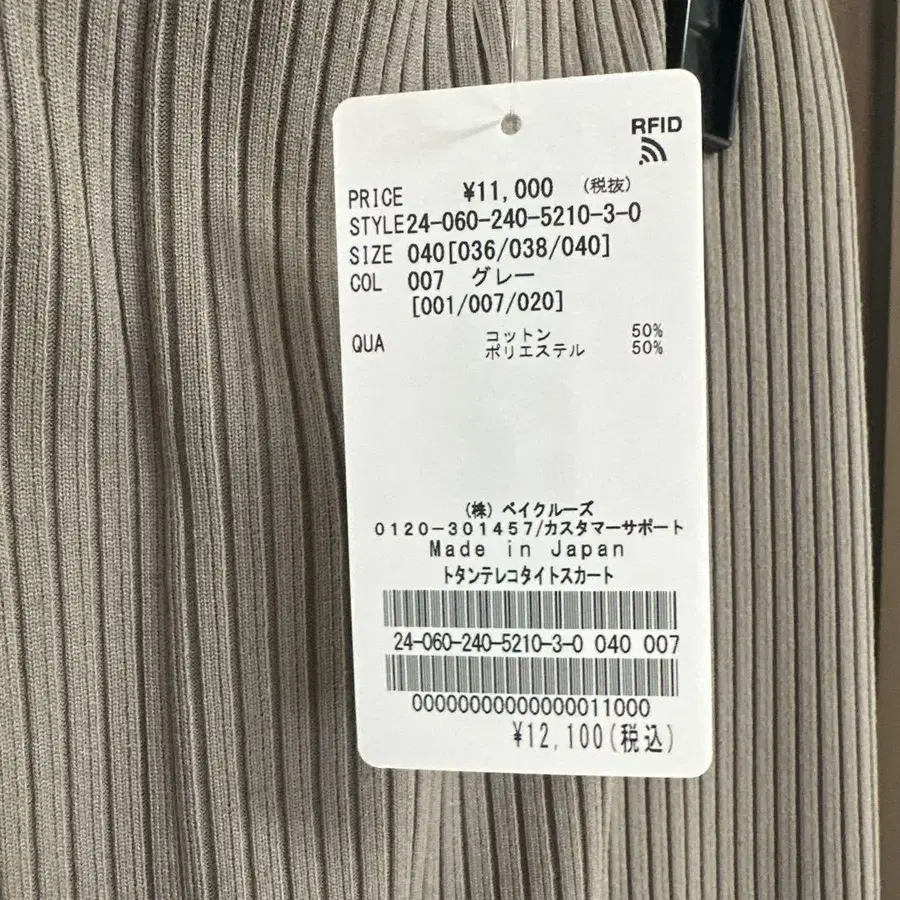 RFID
PRICE ¥11,000 (税抜)
STYLE24-060-240-5210-3-0
SIZE 040[036/038/040]
COL 007 グレー
[001/007/020]
QUA コットン 50%
ポリエステル 50%
(株) ベイクルーズ
0120-301457/カスタマーサポート
Made in Japan
トタンテレコタイトスカート
24-060-240-5210-3-0 040 007
00000000000000011000
¥12,100(税込)